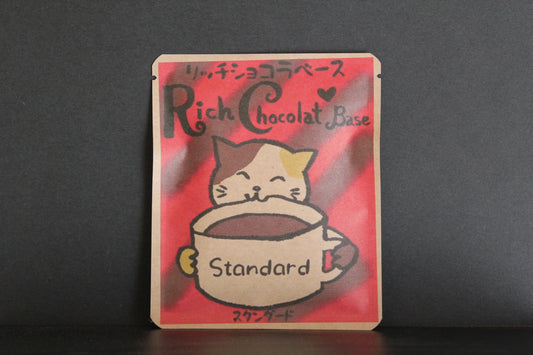 リッチショコラベース
Rich Chocolat Base
Standard
スタンダード